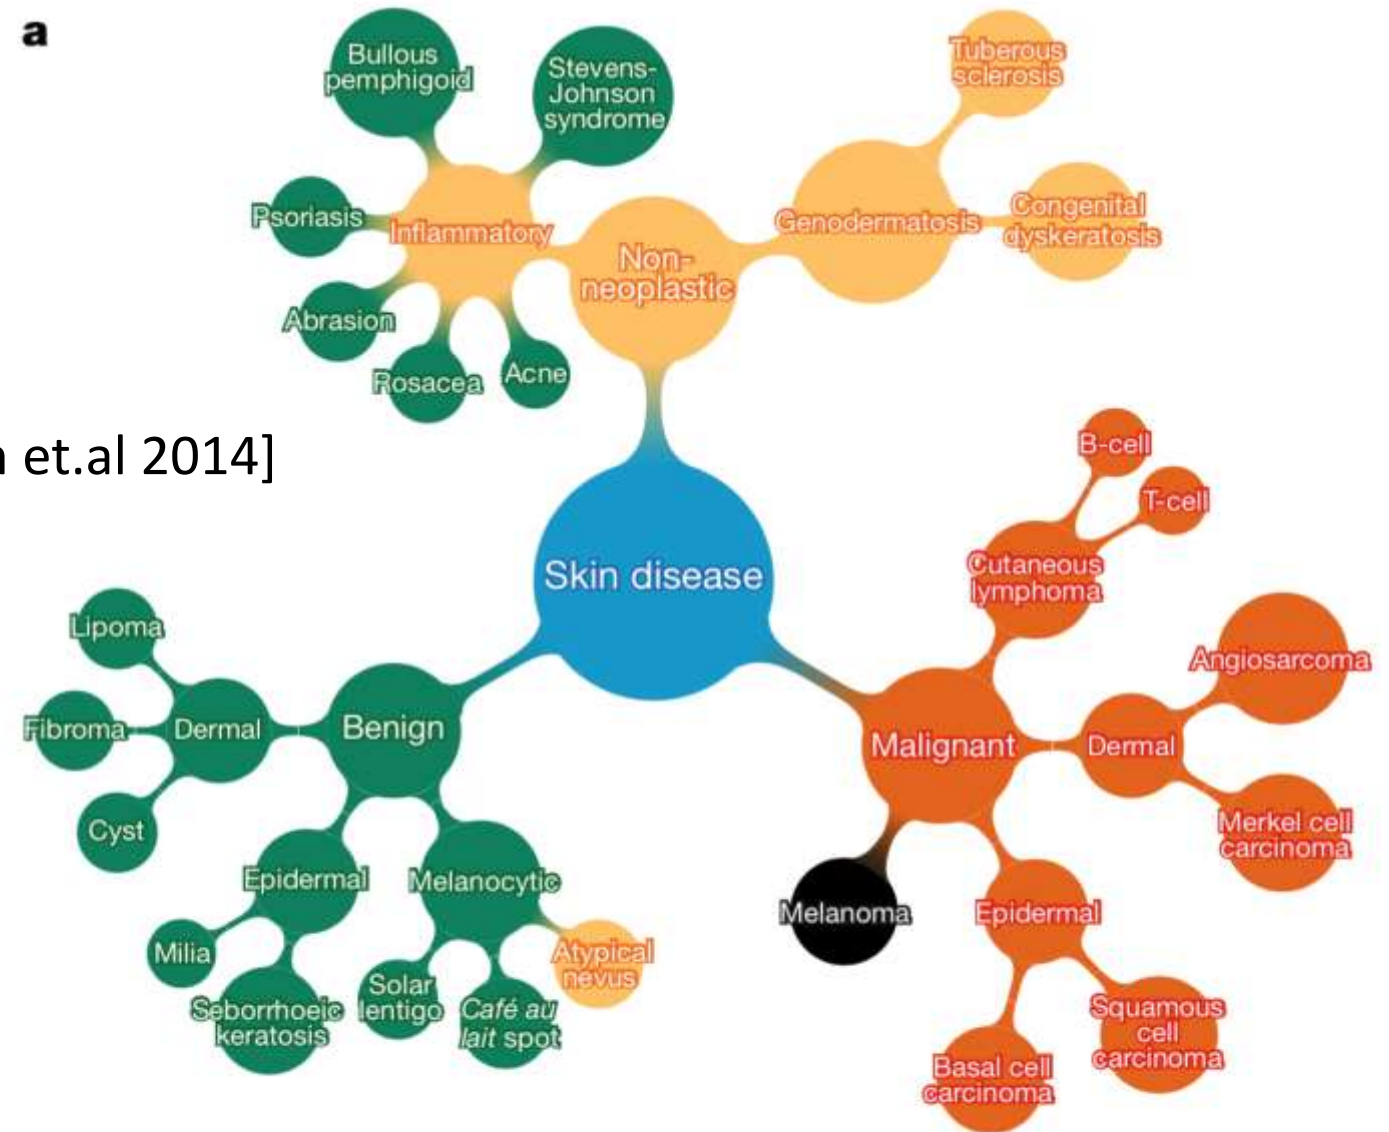 a
Bullous
pemphigoid
Stevens-
Johnson
syndrome
Tuberous
sclerosis
Psoriasis
Inflammatory
Non-
neoplastic
Genodermatosis
Congenital
dyskeratosis
Abrasion
Rosacea
Acne
et.al 2014]
Skin disease
B-cell
T-cell
Cutaneous
lymphoma
Lipoma
Fibroma
Dermal
Benign
Cyst
Epidermal
Melanocytic
Milia
Seborrhoeic
keratosis
Solar
lentigo
Café au
lait spot
Atypical
nevus
Malignant
Dermal
Angiosarcoma
Merkel cell
carcinoma
Melanoma
Epidermal
Basal cell
carcinoma
Squamous
cell
carcinoma